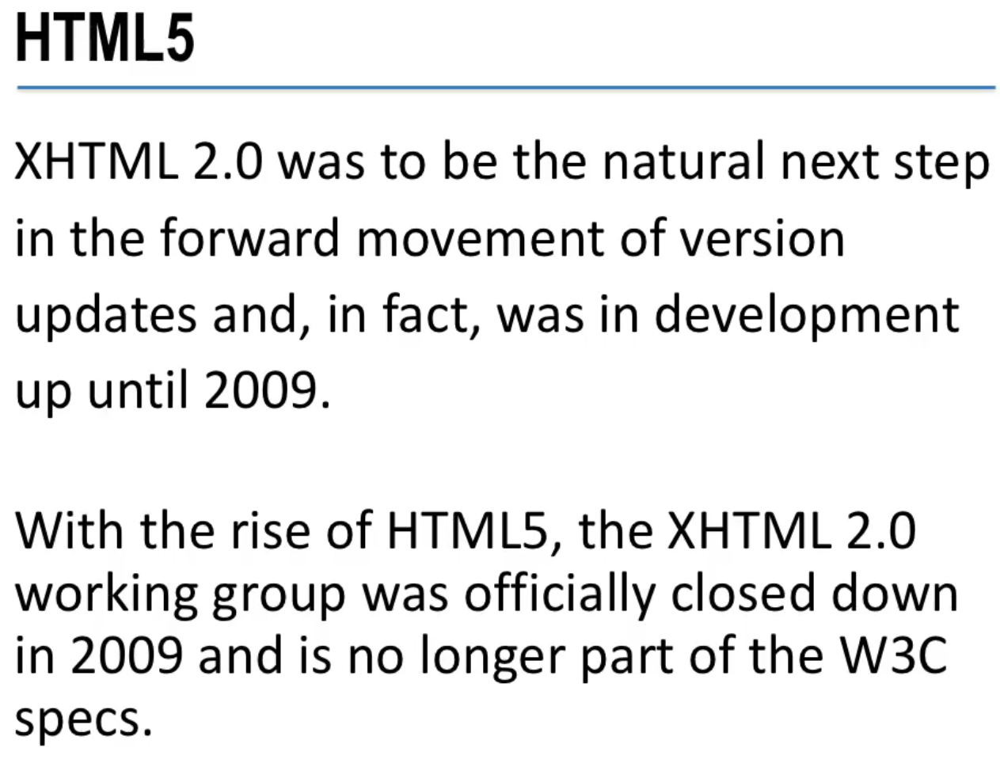 HTML5
XHTML 2.0 was to be the natural next step
in the forward movement of version
updates and, in fact, was in development
up until 2009.
With the rise of HTML5, the XHTML 2.0
working group was officially closed down
in 2009 and is no longer part of the W3C
specs.